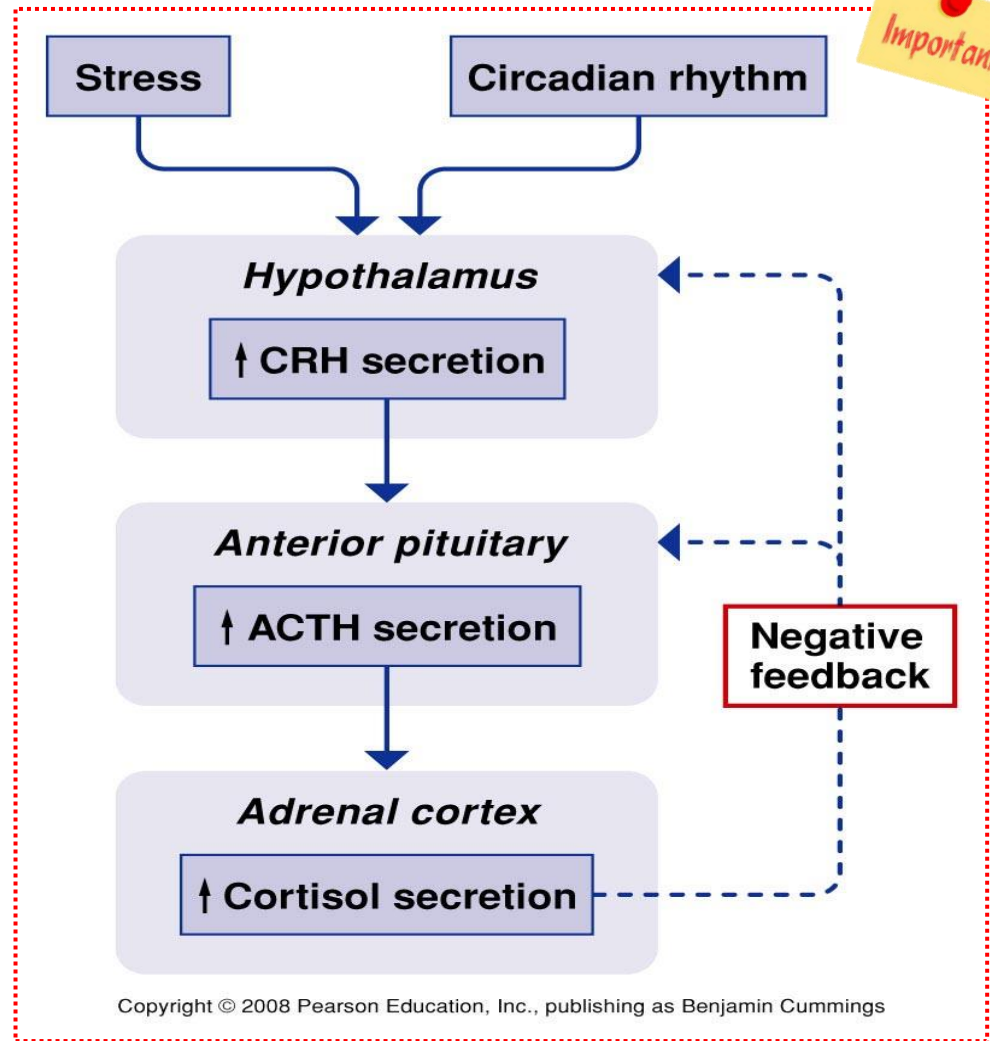 Important
Stress
Circadian rhythm
Hypothalamus
CRH secretion
Anterior pituitary
ACTH secretion
Negative
feedback
Adrenal cortex
Cortisol secretion
Copyright © 2008 Pearson Education, Inc., publishing as Benjamin Cummings